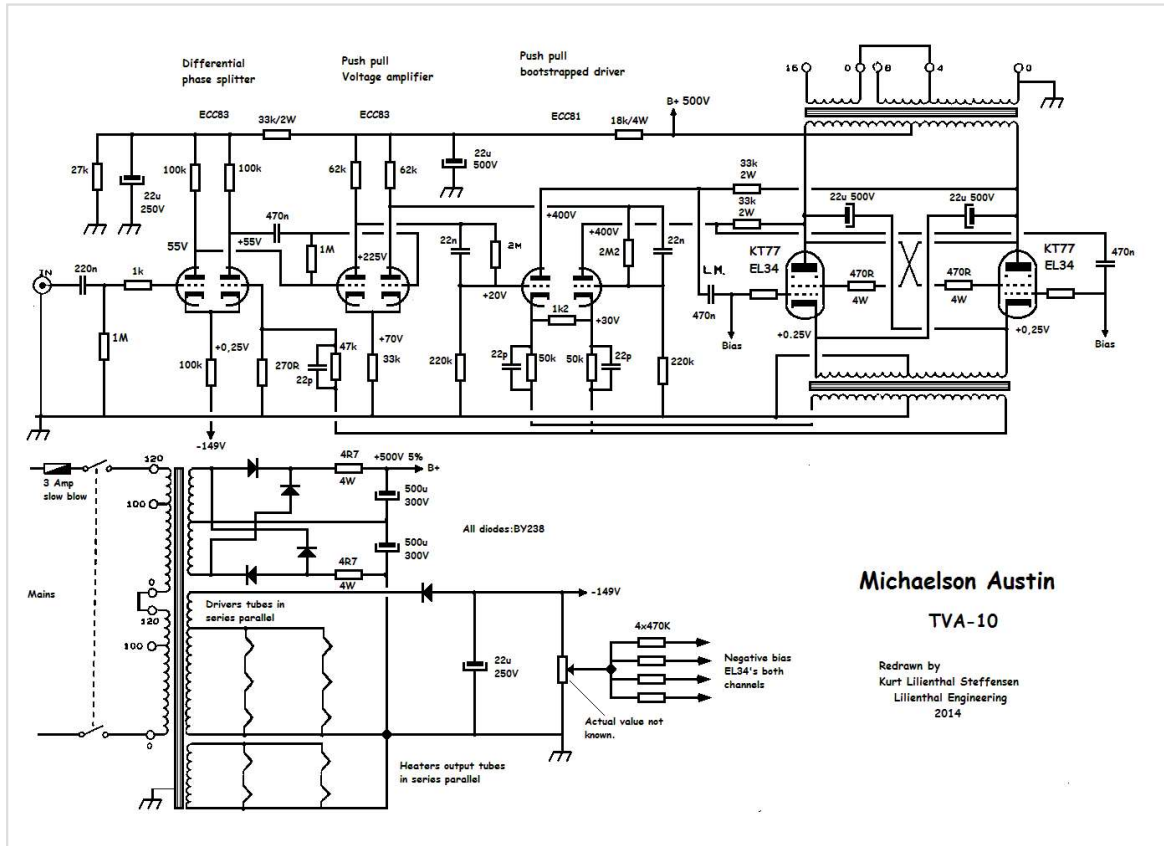 Differential
phase splitter
Push pull
Voltage amplifier
Push pull
bootstrapped driver
16
0
8
4
0
ECC83
33k/2W
ECC83
ECC81
18k/4W
B+ 500V
27k
22u
250V
100k
100k
62k
62k
22u
500V
33k
2W
33k
2W
470n
55V
+55V
1M
+225V
22n
2M
+400V
+400V
2M2
22n
22u 500V
22u 500V
KT77
EL34
KT77
EL34
470n
IN
220n
1k
+20V
L.M.
470n
470R
4W
470R
4W
1M
+0,25V
100k
270R
22p
47k
+70V
33k
220k
1k2
+30V
22p
50k
50k
22p
220k
Bias
+0.25V
+0,25V
Bias
-149V
3 Amp
slow blow
120
100
0
120
100
0
Mains
4R7
4W
+500V 5%
B+
500u
300V
500u
300V
4R7
4W
All diodes:BY238
Drivers tubes in
series parallel
-149V
22u
250V
4x470K
Negative bias
EL34's both
channels
Actual value not
known.
Heaters output tubes
in series parallel
Michaelson Austin
TVA-10
Redrawn by
Kurt Lilienthal Steffensen
Lilienthal Engineering
2014